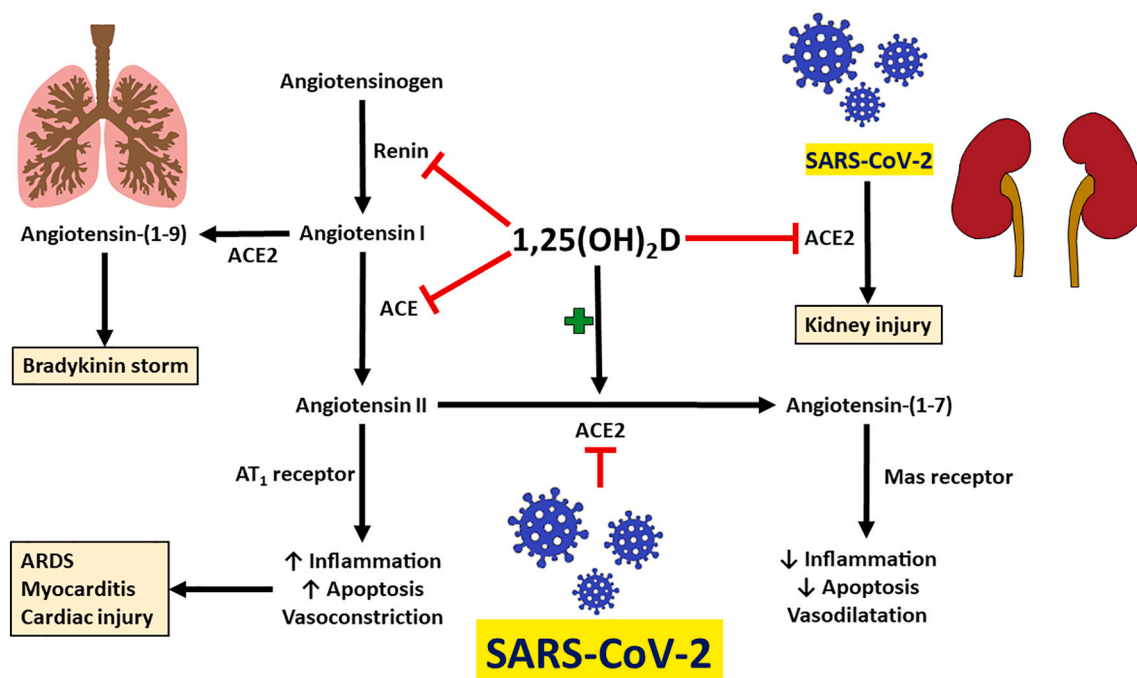 Angiotensinogen
Renin
SARS-CoV-2
Angiotensin-(1-9)
ACE2
Angiotensin I
1,25(OH)₂D
ACE2
ACE
Kidney injury
Bradykinin storm
Angiotensin II
ACE2
Angiotensin-(1-7)
AT₁ receptor
Mas receptor
ARDS
Myocarditis
Cardiac injury
↑ Inflammation
↑ Apoptosis
Vasoconstriction
↓ Inflammation
↓ Apoptosis
Vasodilatation
SARS-CoV-2